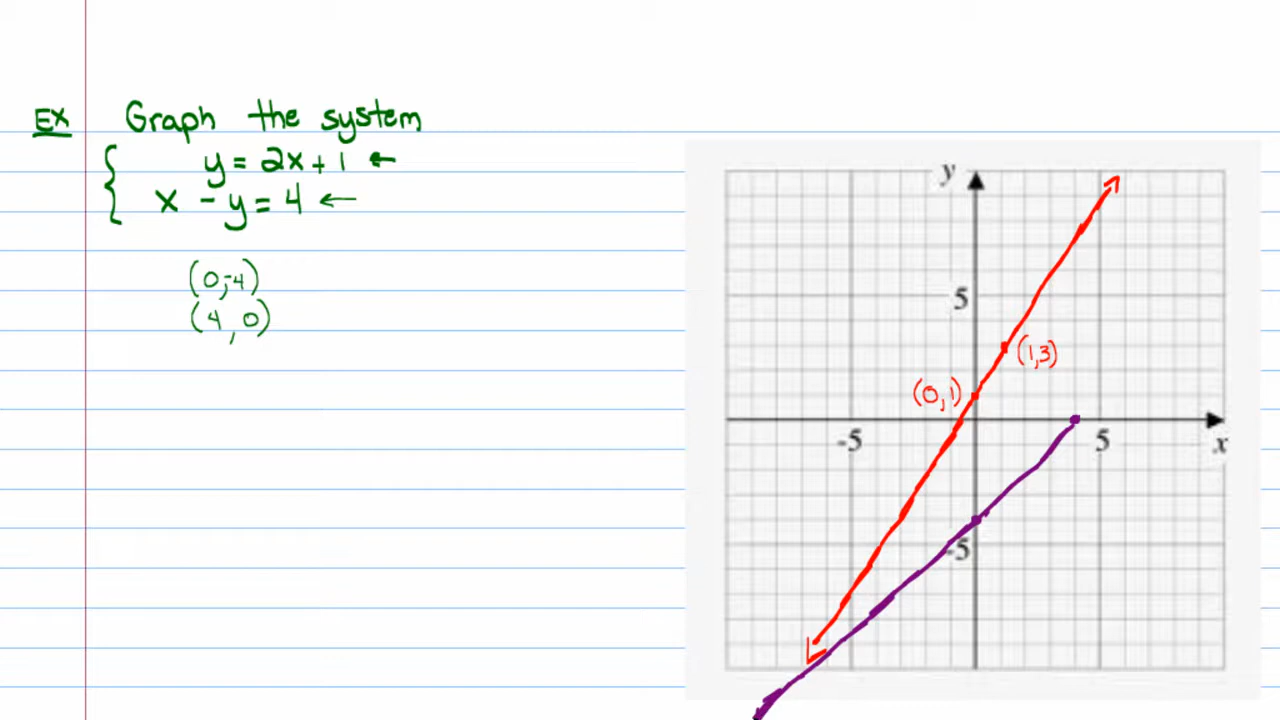 EX Graph the system
y = 2x + 1 ←
x - y = 4 ←
(0,-4)
(4, 0)
y
5
(1,3)
(0,1)
-5
5
x
-5